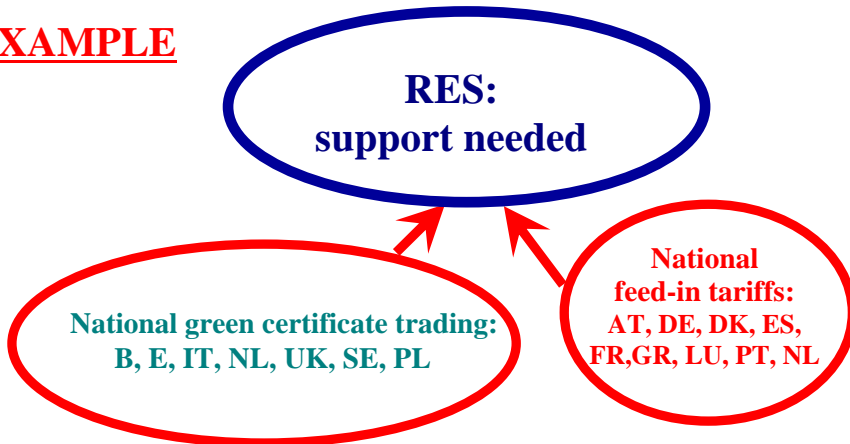 XAMPLE
RES:
support needed
National green certificate trading:
B, E, IT, NL, UK, SE, PL
National
feed-in tariffs:
AT, DE, DK, ES,
FR,GR, LU, PT, NL